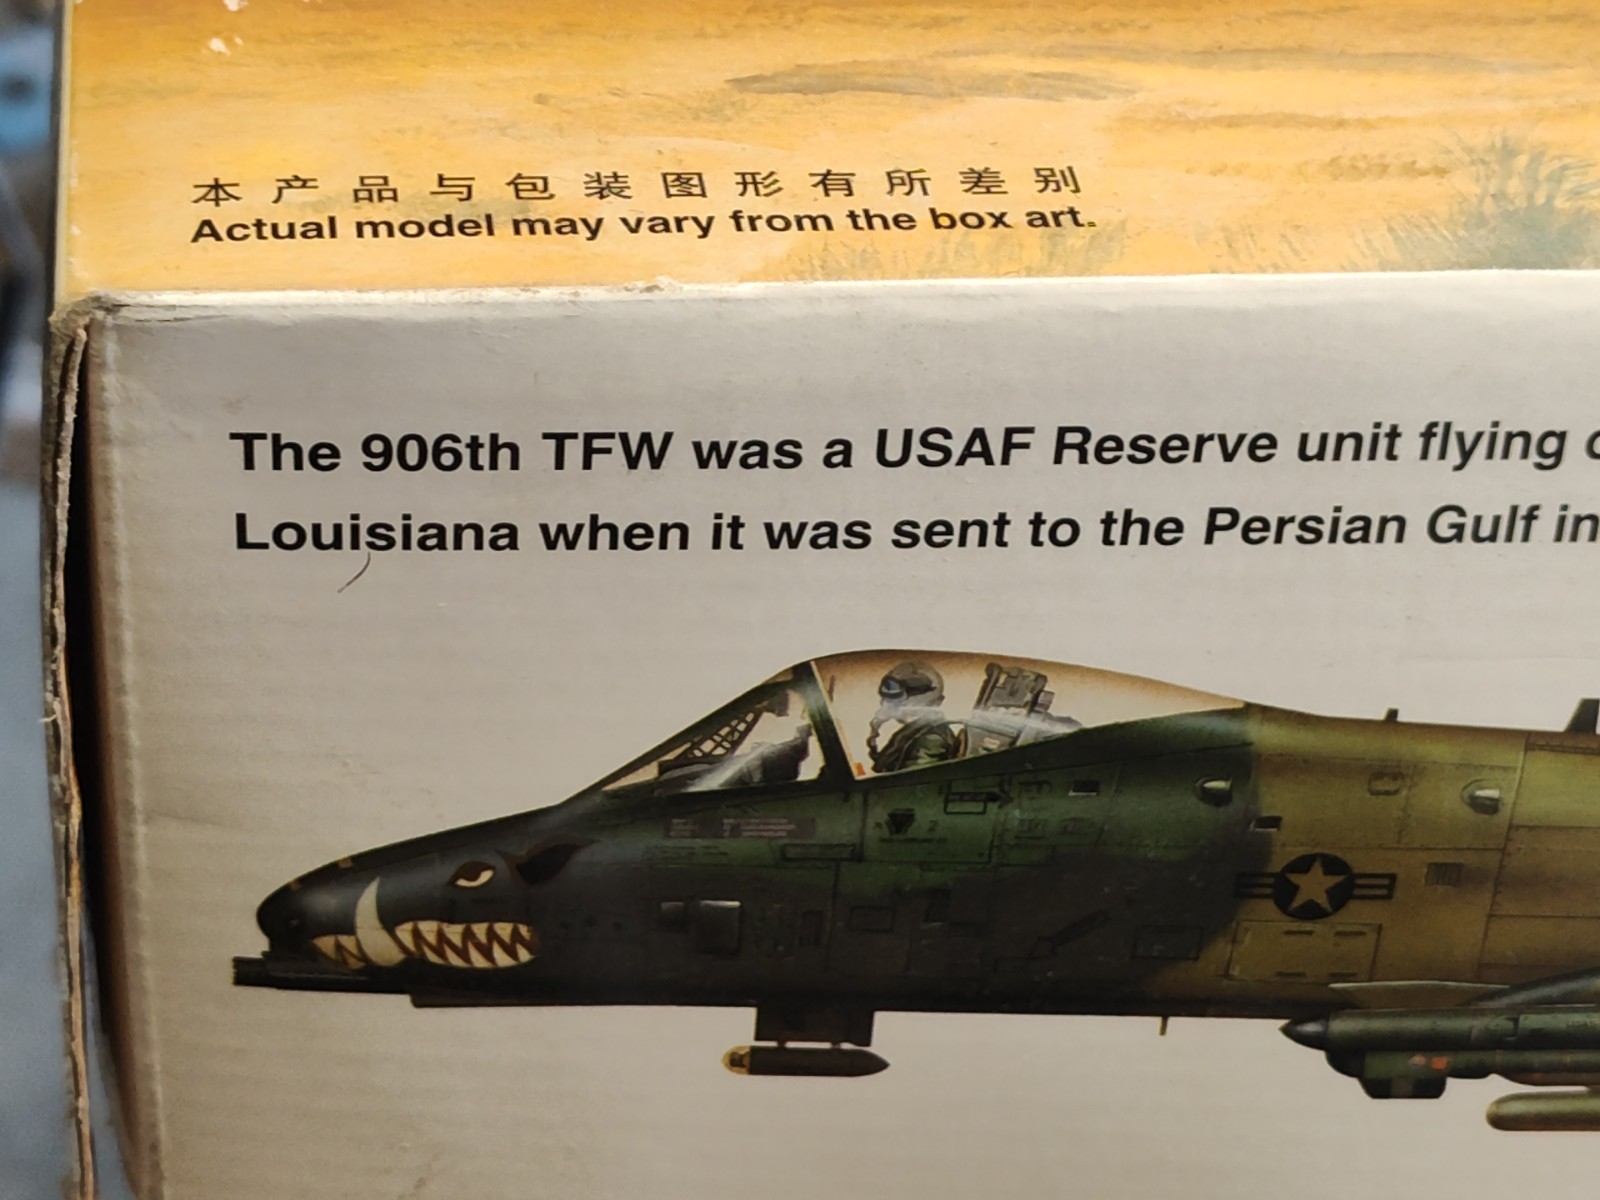 本产品与包装图形有所差别
Actual model may vary from the box art.
The 906th TFW was a USAF Reserve unit flying
Louisiana when it was sent to the Persian Gulf in